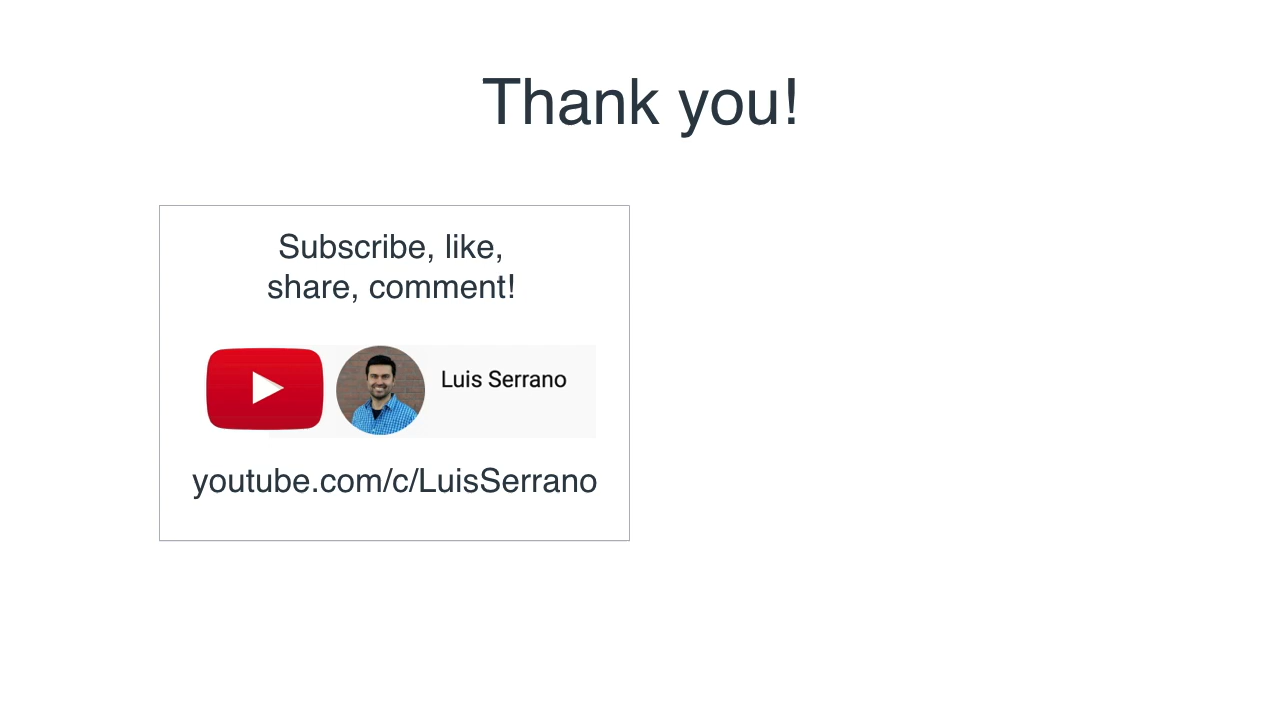 Thank you!
Subscribe, like,
share, comment!
Luis Serrano
youtube.com/c/LuisSerrano